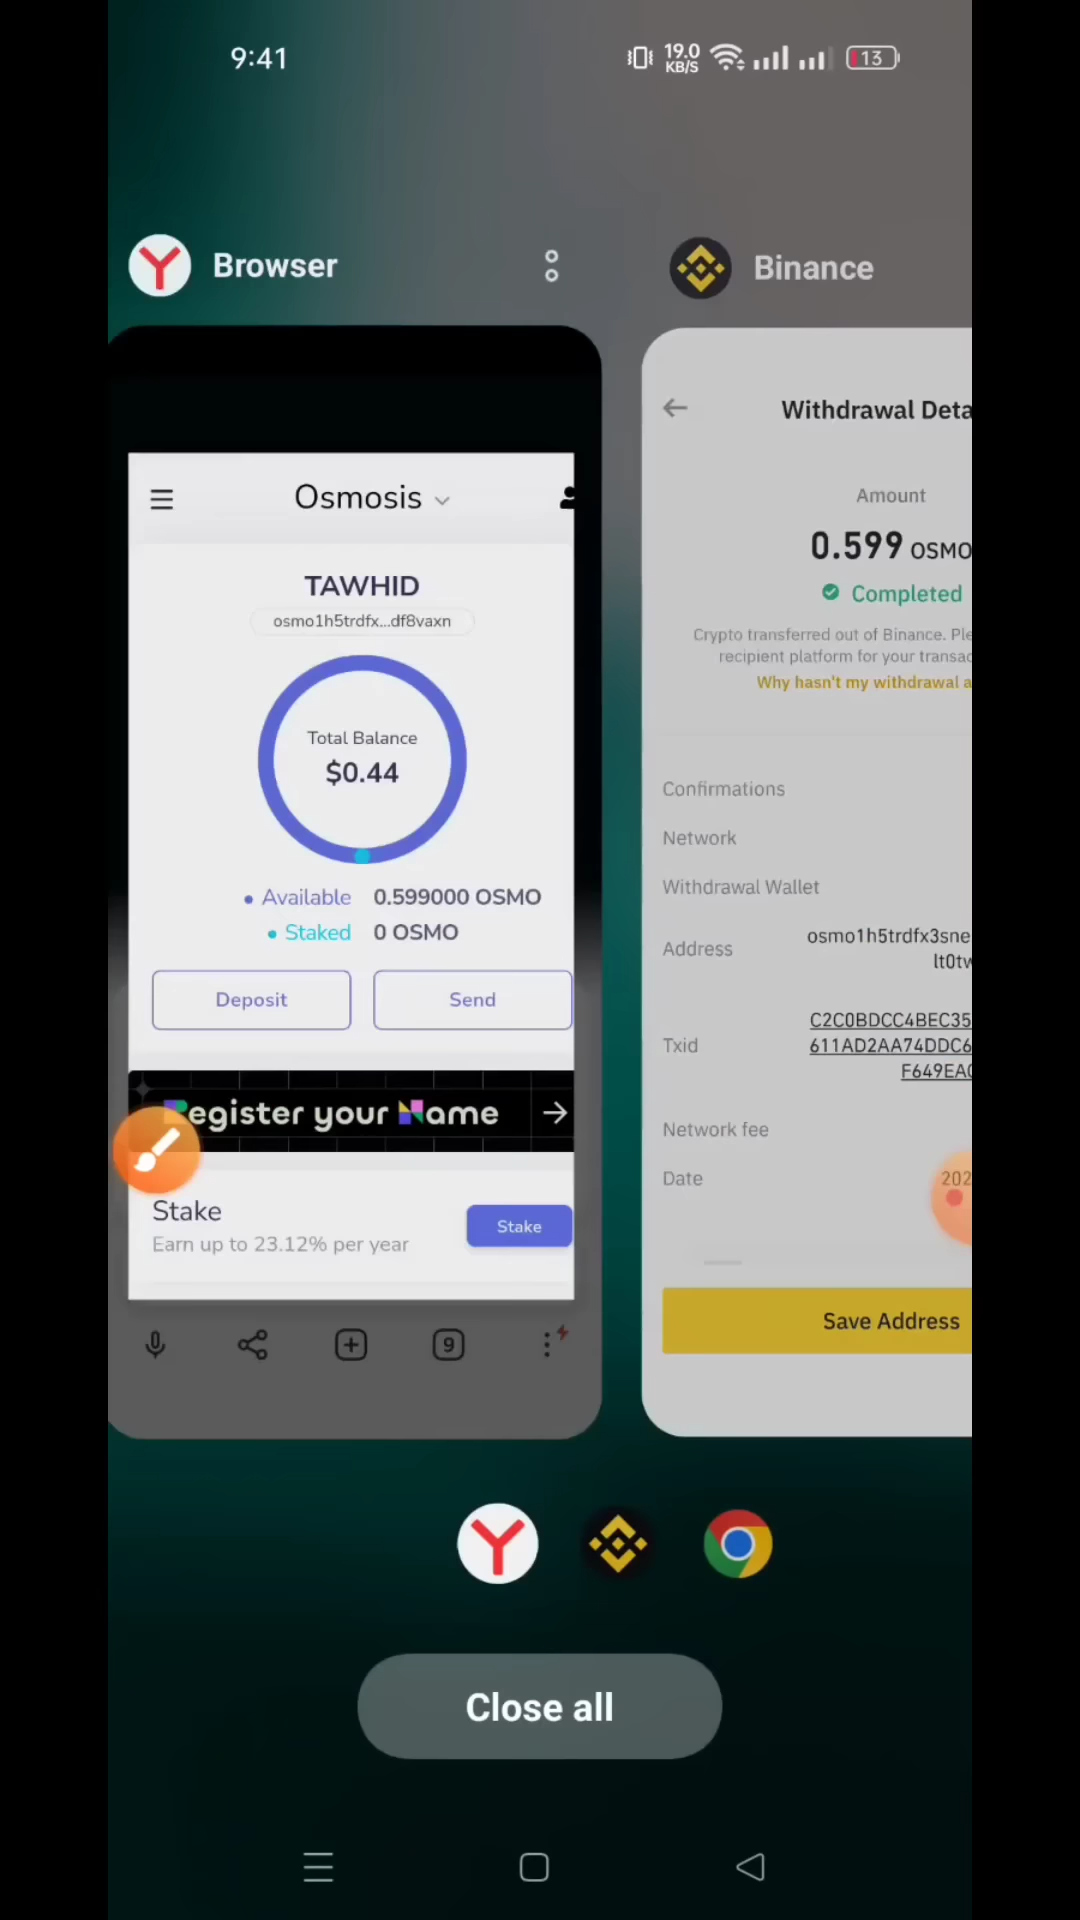 9:41
19.0
KB/S
13
Browser
Binance
Osmosis
TAWHID
osmo1h5trdfx...df8vaxn
Total Balance
$0.44
Available 0.599000 OSMO
Staked 0 OSMO
Deposit
Send
Register your Name
Stake
Earn up to 23.12% per year
Stake
9
Withdrawal Deta
Amount
0.599 OSMO
Completed
Crypto transferred out of Binance. Ple
recipient platform for your transac
Why hasn't my withdrawal a
Confirmations
Network
Withdrawal Wallet
Address
osmo1h5trdfx3sne
lt0tw
Txid
C2C0BDCC4BEC35
611AD2AA74DDC6
F649EA0
Network fee
Date
202
Save Address
Close all